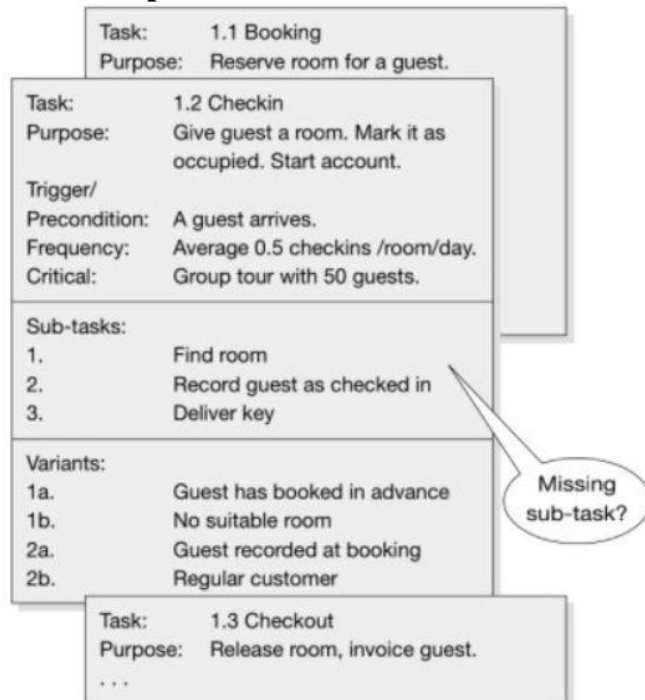 Task: 1.1 Booking
Purpose: Reserve room for a guest.
Task: 1.2 Checkin
Purpose: Give guest a room. Mark it as
occupied. Start account.
Trigger/
Precondition: A guest arrives.
Frequency: Average 0.5 checkins /room/day.
Critical: Group tour with 50 guests.
Sub-tasks:
1. Find room
2. Record guest as checked in
3. Deliver key
Missing
sub-task?
Variants:
1a. Guest has booked in advance
1b. No suitable room
2a. Guest recorded at booking
2b. Regular customer
Task: 1.3 Checkout
Purpose: Release room, invoice guest.
. . .